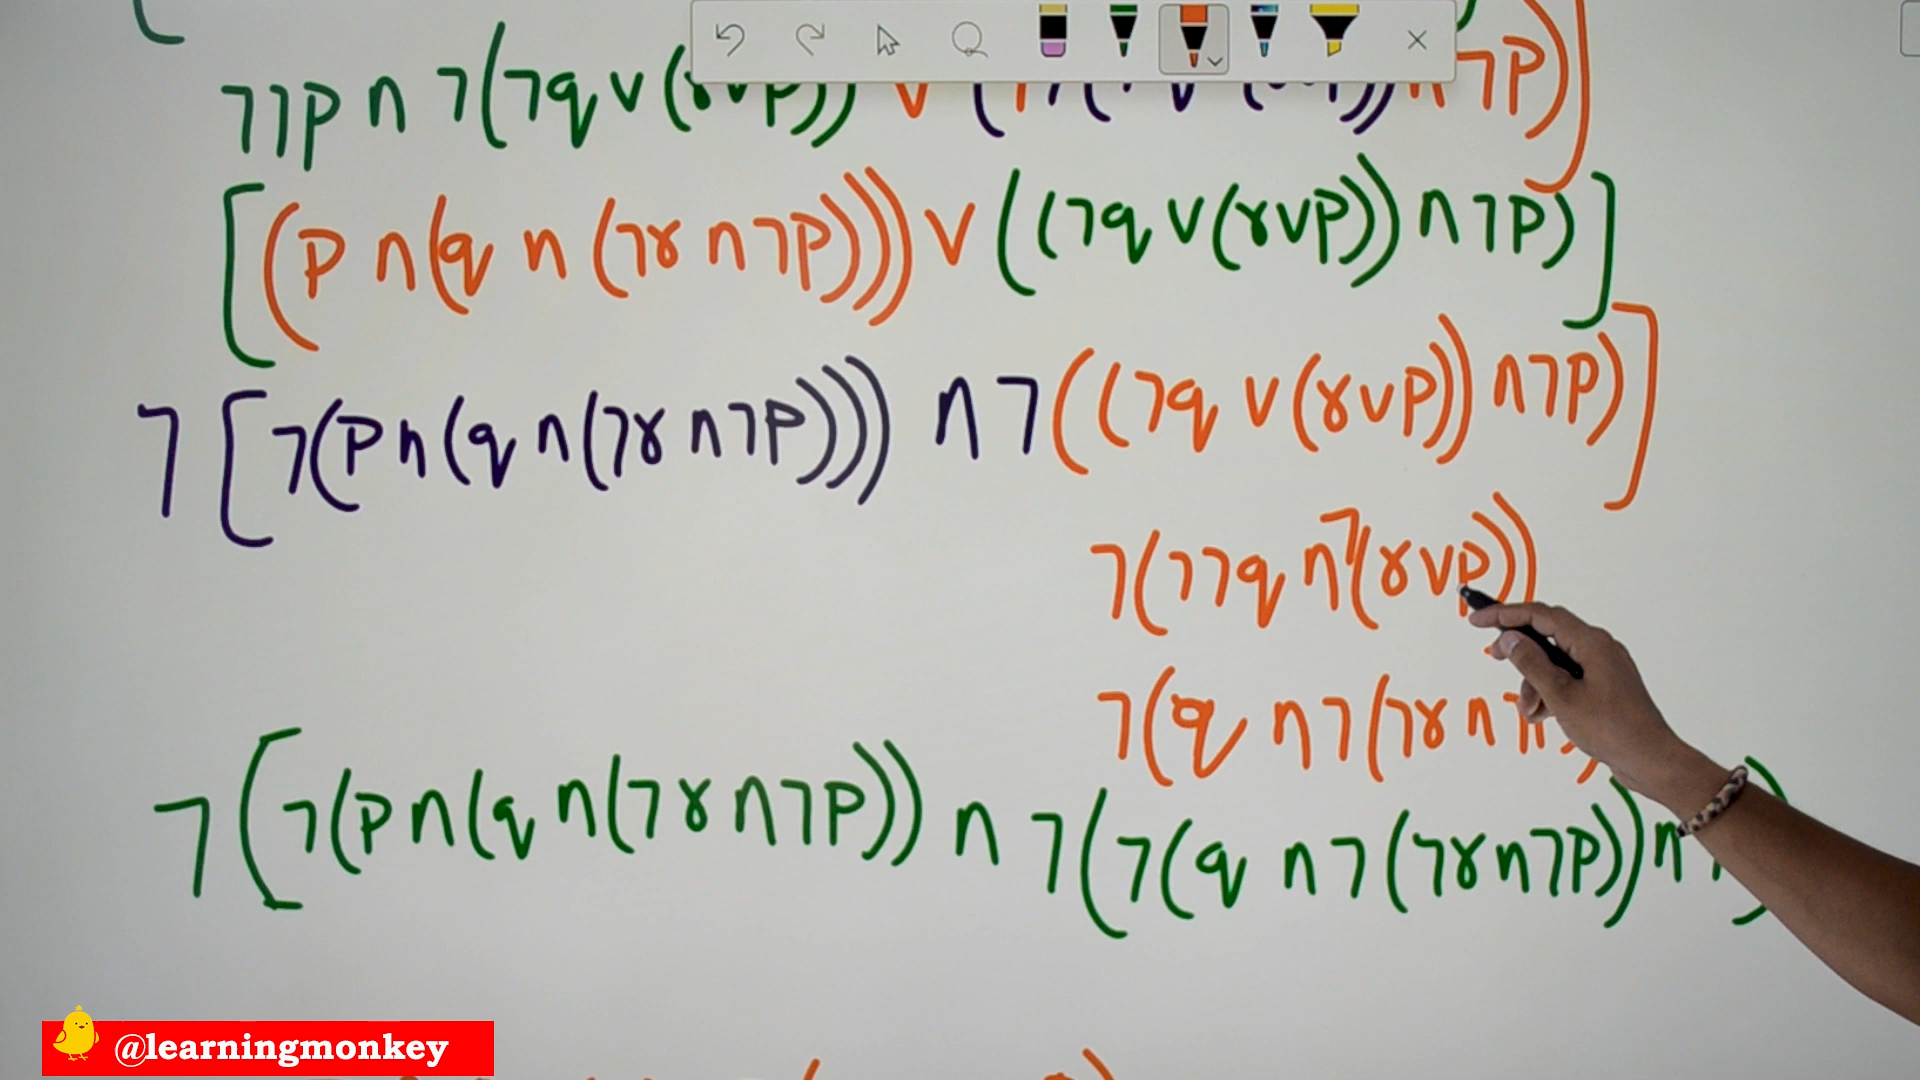 ¬¬p ∩ ¬(¬q ∨ (r∨p)) ∨ ¬p)]
[(p ∩ (q ∩ (¬r ∩ ¬p))) ∨ ((¬q ∨ (r∨p)) ∩ ¬p)]
¬[¬(p ∩ (q ∩ (¬r ∩ ¬p))) ∩ ¬((¬q ∨ (r∨p)) ∩ ¬p)]
¬(¬¬q ∩ ¬(r∨p))
¬(q ∩ ¬(¬r ∩
¬(¬(p ∩ (q ∩ (¬r ∩ ¬p)) ∩ ¬(¬(q ∩ ¬(¬r ∩ ¬p)) ∩
@learningmonkey